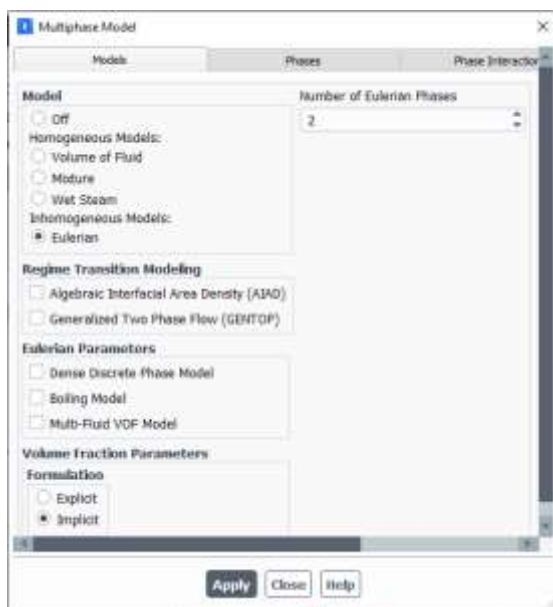 Multiphase Model
Models Phases Phase Interaction
Model
Off
Homogeneous Models:
Volume of Fluid
Mixture
Wet Steam
Inhomogeneous Models:
Eulerian
Number of Eulerian Phases
2
Regime Transition Modeling
Algebraic Interfacial Area Density (AIAD)
Generalized Two Phase Flow (GENTOP)
Eulerian Parameters
Dense Discrete Phase Model
Boiling Model
Multi-Fluid VOF Model
Volume Fraction Parameters
Formulation
Explicit
Implicit
Apply Close Help